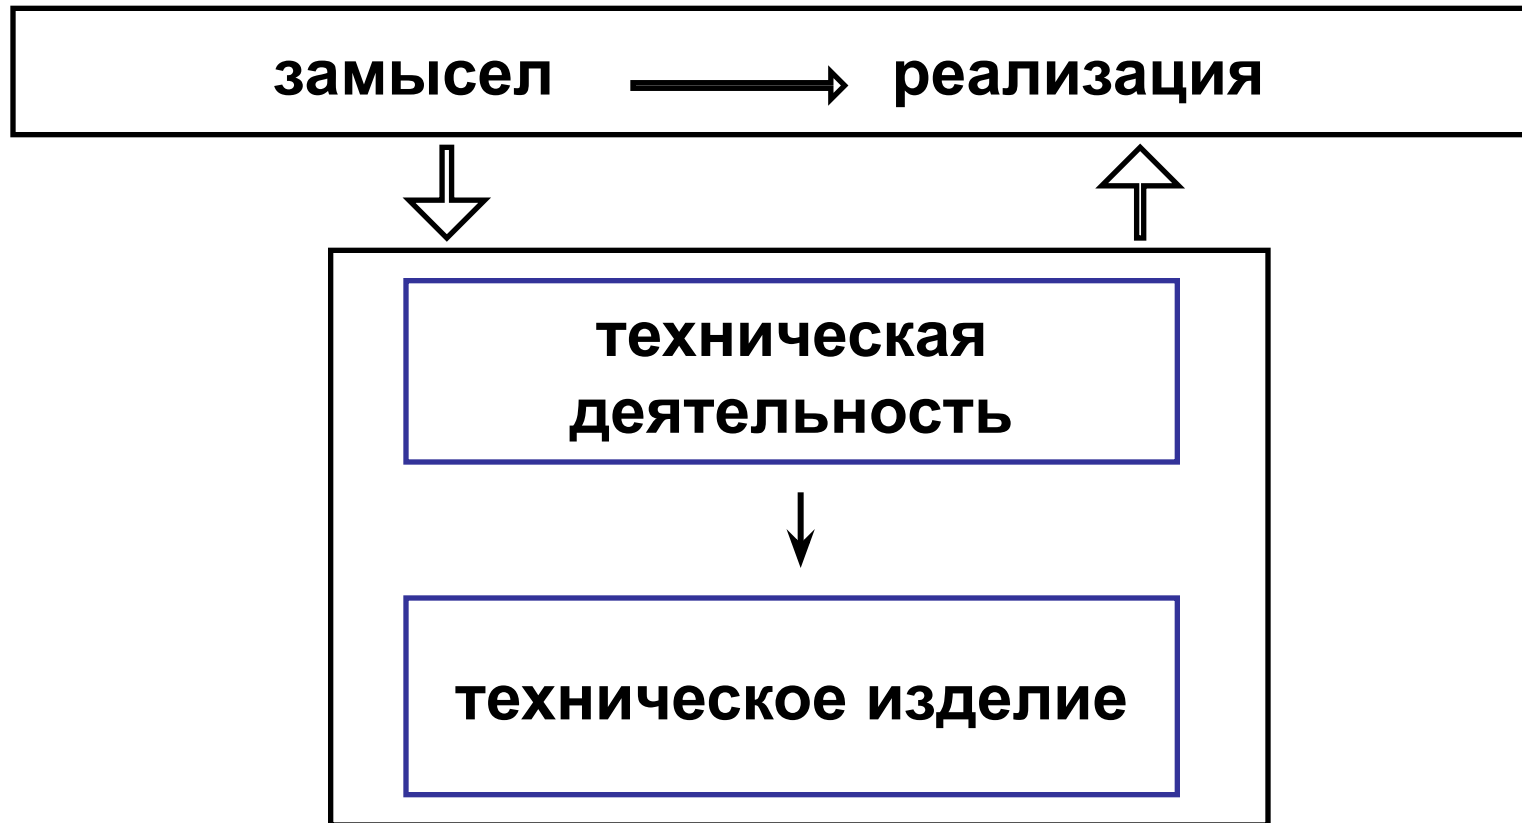 замысел реализация
техническая
деятельность
техническое изделие